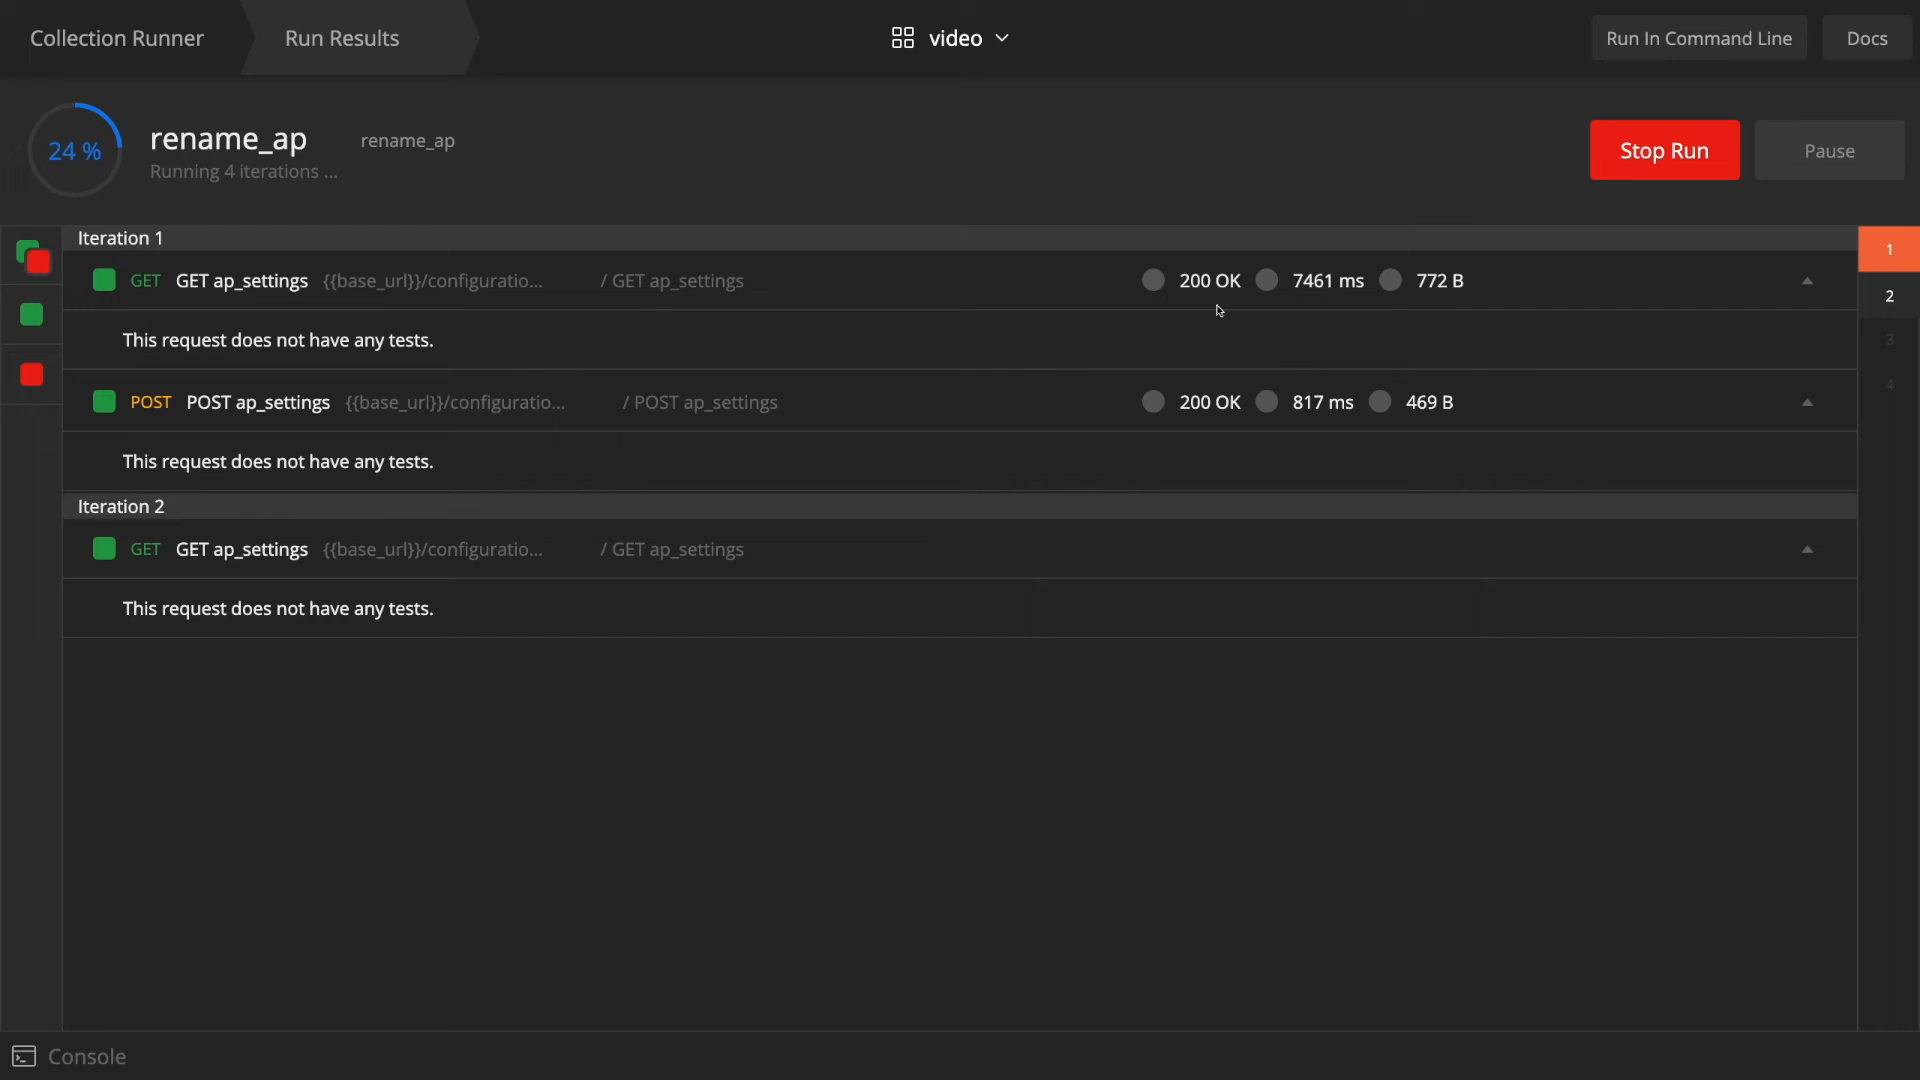 Collection Runner
Run Results
video
Run In Command Line
Docs
24 %
rename_ap
rename_ap
Running 4 iterations ...
Stop Run
Pause
Iteration 1
1
GET GET ap_settings {{base_url}}/configuratio... / GET ap_settings 200 OK 7461 ms 772 B
2
This request does not have any tests.
3
4
POST POST ap_settings {{base_url}}/configuratio... / POST ap_settings 200 OK 817 ms 469 B
This request does not have any tests.
Iteration 2
GET GET ap_settings {{base_url}}/configuratio... / GET ap_settings
This request does not have any tests.
Console